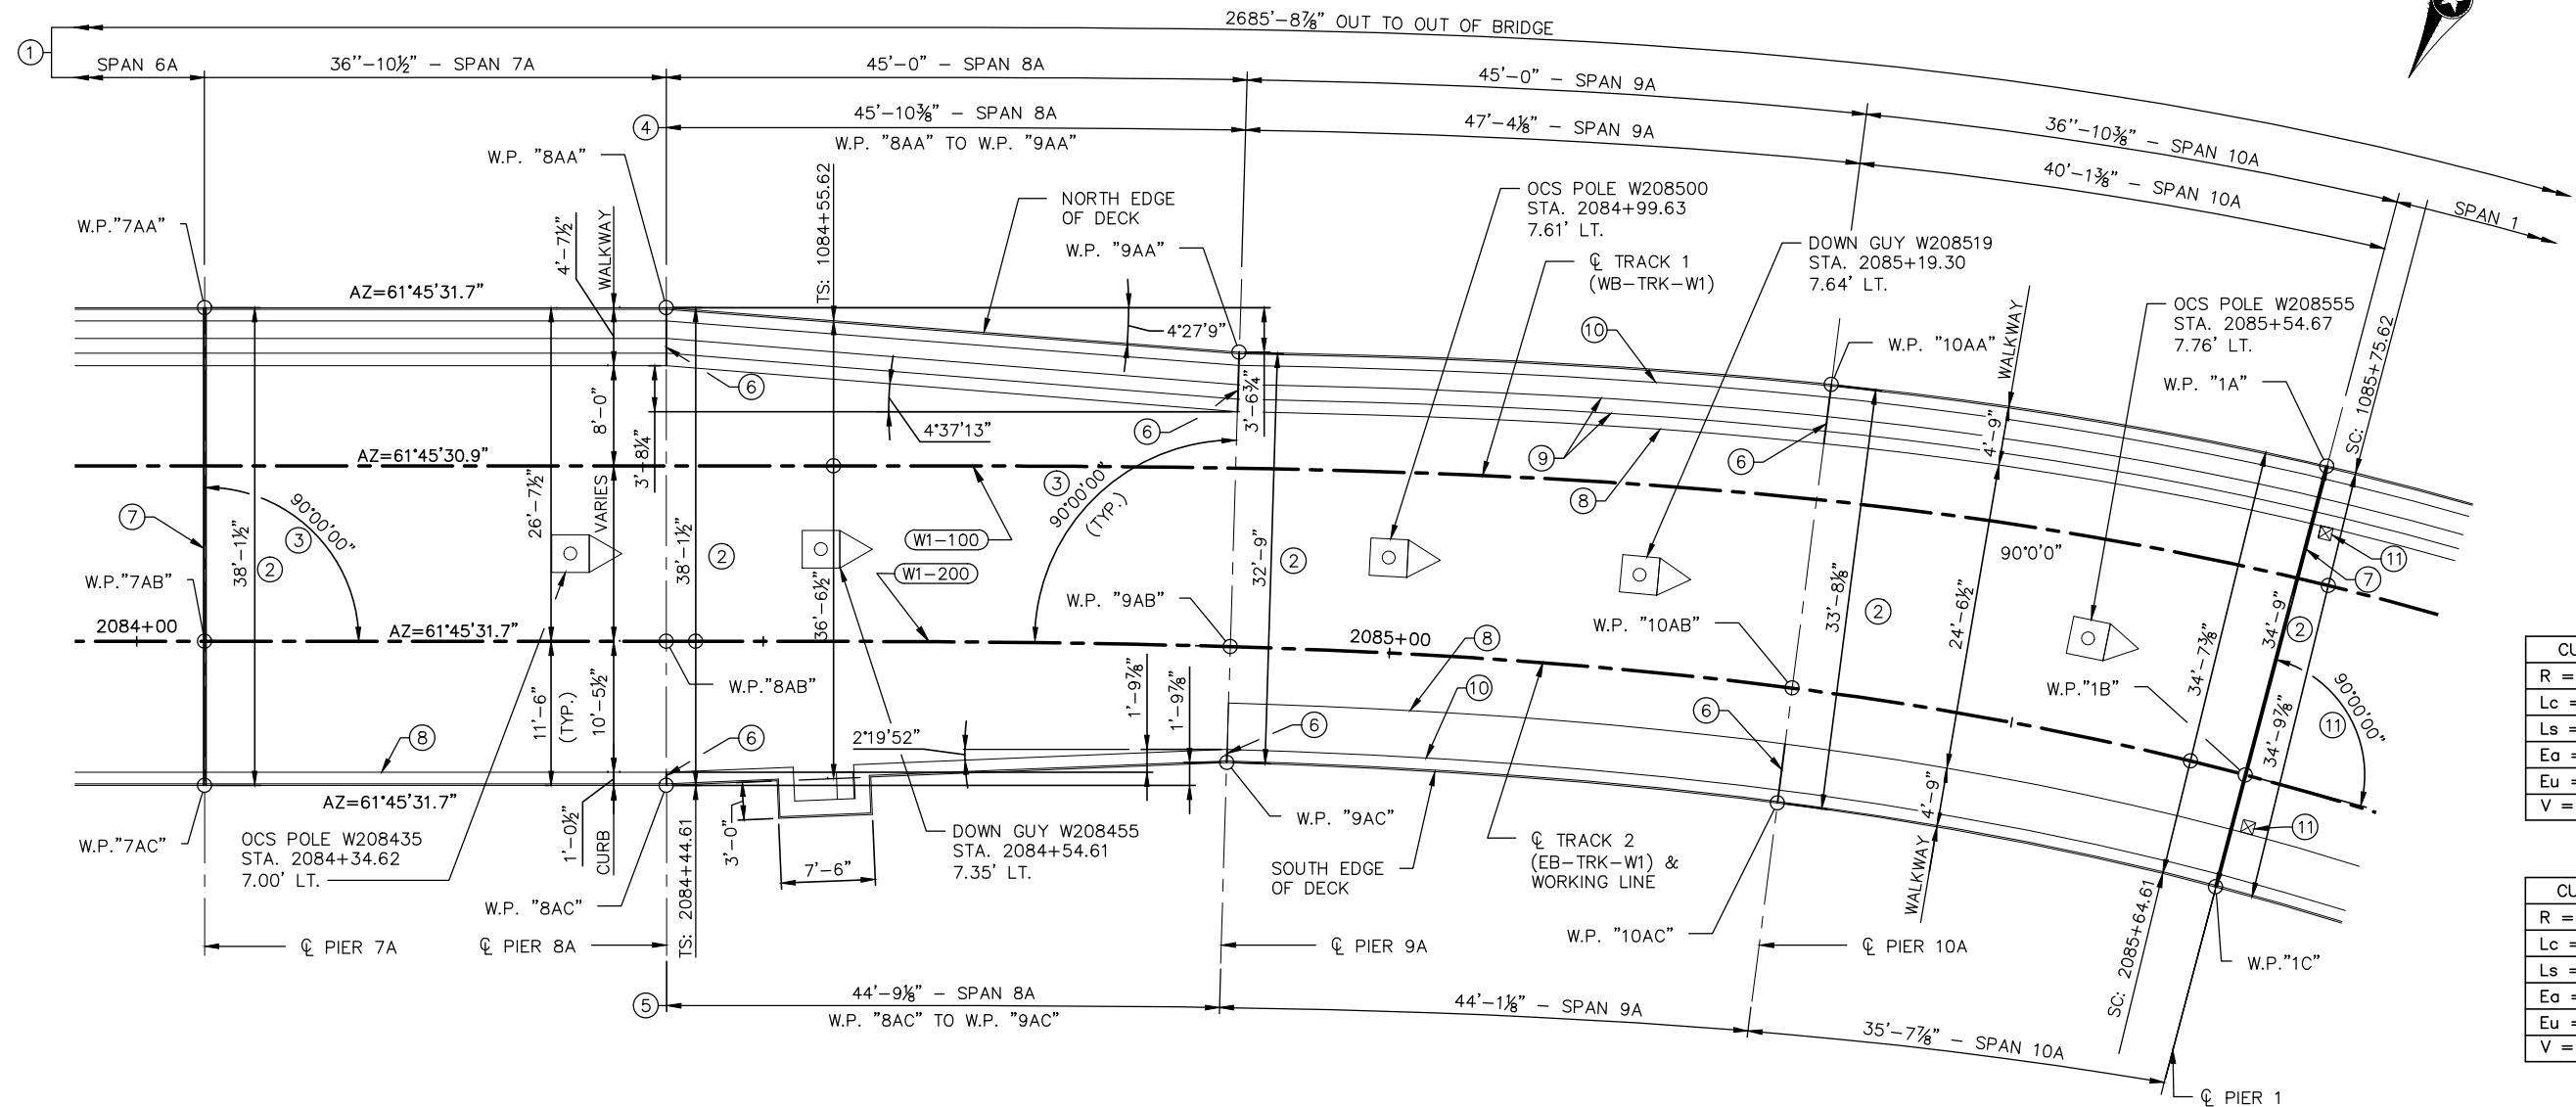 2685'-8⅞" OUT TO OUT OF BRIDGE
1
SPAN 6A
36''-10½" - SPAN 7A
45'-0" - SPAN 8A
45'-0" - SPAN 9A
36''-10⅜" - SPAN 10A
SPAN 1
4
45'-10⅜" - SPAN 8A
W.P. "8AA" TO W.P. "9AA"
47'-4⅛" - SPAN 9A
40'-1⅜" - SPAN 10A
W.P. "8AA"
W.P."7AA"
4'-7½"
WALKWAY
TS: 1084+55.62
NORTH EDGE
OF DECK
W.P. "9AA"
OCS POLE W208500
STA. 2084+99.63
7.61' LT.
℄ TRACK 1
(WB-TRK-W1)
DOWN GUY W208519
STA. 2085+19.30
7.64' LT.
WALKWAY
OCS POLE W208555
STA. 2085+54.67
7.76' LT.
SC: 1085+75.62
AZ=61°45'31.7"
4°27'9"
10
W.P. "10AA"
W.P. "1A"
6
8'-0"
3'-8¼"
4°37'13"
6
3'-6¾"
9
8
6
4'-9"
AZ=61°45'30.9"
7
90°00'00"
3
38'-1½"
2
26'-7½"
VARIES
38'-1½"
2
36'-6½"
W1-100
W1-200
3
90°00'00"
(TYP.)
32'-9"
2
90°0'0"
11
7
W.P."7AB"
W.P. "9AB"
W.P. "10AB"
33'-8⅛"
2
24'-6½"
34'-7⅜"
34'-9"
2
34'-9⅞"
2084+00
AZ=61°45'31.7"
2085+00
8
W.P."8AB"
W.P."1B"
90°00'00"
11
11'-6"
(TYP.)
10'-5½"
1'-9⅞"
1'-9⅞"
10
6
8
6
2°19'52"
6
AZ=61°45'31.7"
W.P."7AC"
OCS POLE W208435
STA. 2084+34.62
7.00' LT.
1'-0½"
CURB
3'-0"
7'-6"
DOWN GUY W208455
STA. 2084+54.61
7.35' LT.
W.P. "9AC"
SOUTH EDGE
OF DECK
℄ TRACK 2
(EB-TRK-W1) &
WORKING LINE
WALKWAY
4'-9"
11
W.P. "8AC"
TS: 2084+44.61
W.P. "10AC"
SC: 2085+64.61
W.P."1C"
℄ PIER 7A
℄ PIER 8A
℄ PIER 9A
℄ PIER 10A
5
44'-9⅛" - SPAN 8A
W.P. "8AC" TO W.P. "9AC"
44'-1⅛" - SPAN 9A
35'-7⅞" - SPAN 10A
℄ PIER 1
CU
R =
Lc =
Ls =
Ea =
Eu =
V =
CU
R =
Lc =
Ls =
Ea =
Eu =
V =